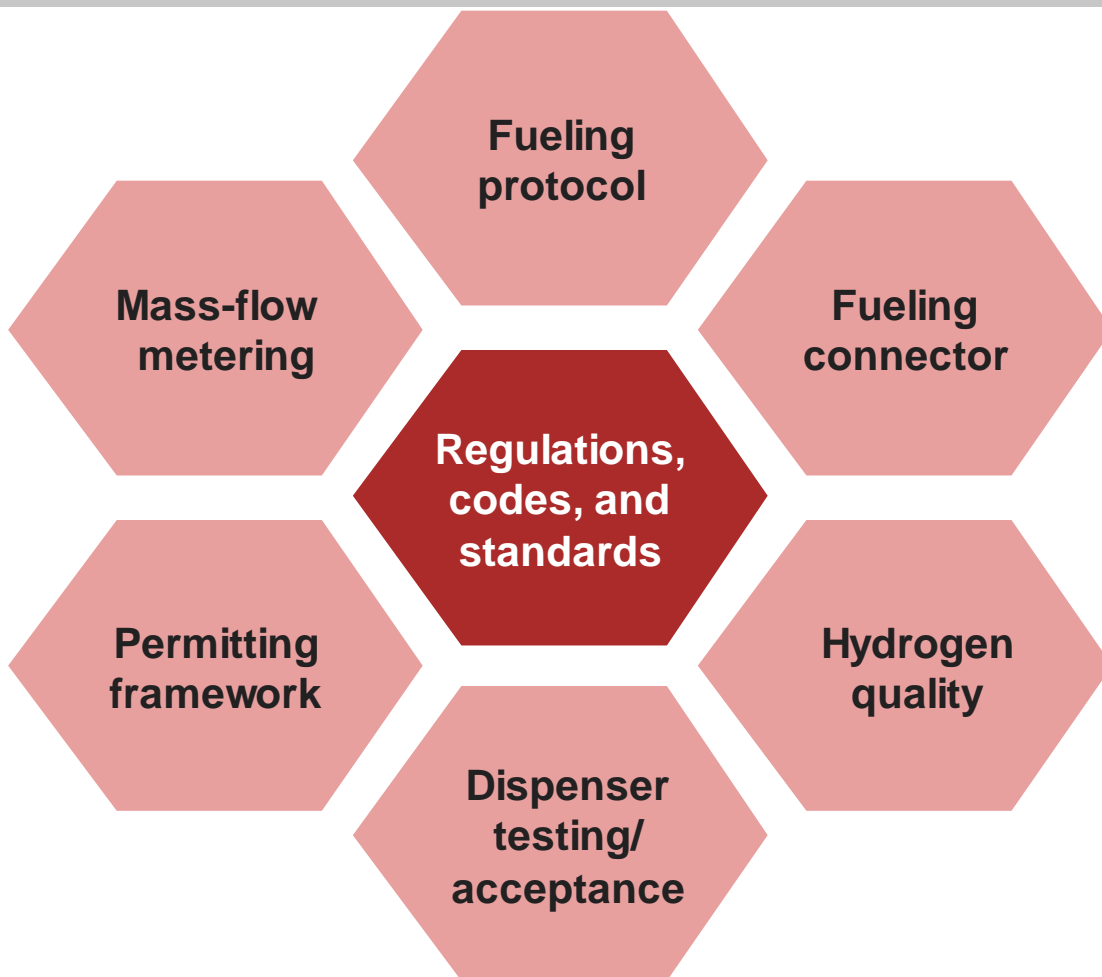 Fueling
protocol
Mass-flow
metering
Fueling
connector
Regulations,
codes, and
standards
Permitting
framework
Hydrogen
quality
Dispenser
testing/
acceptance